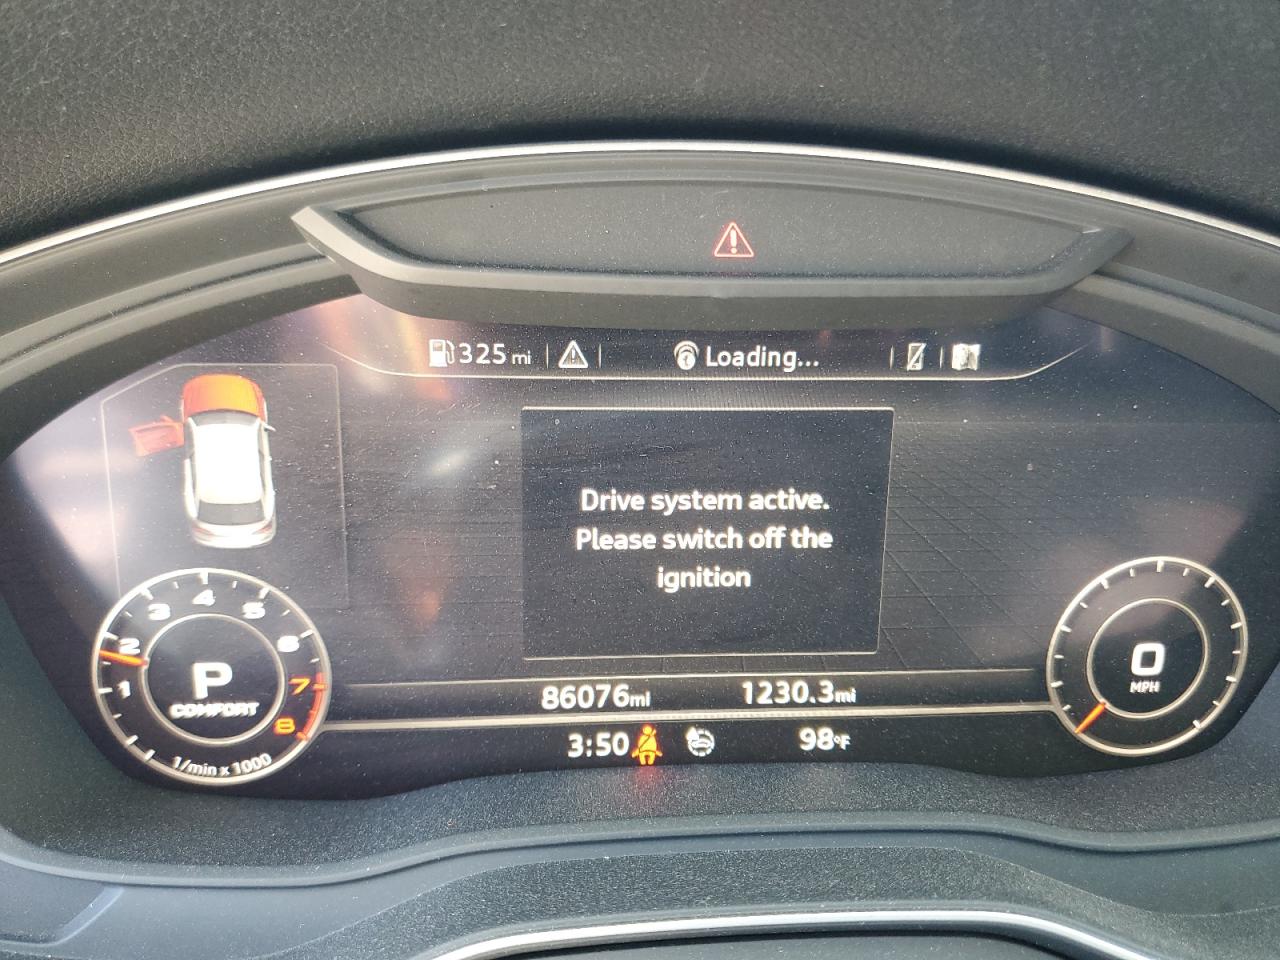 325 mi
Loading...
Drive system active.
Please switch off the
ignition
1 2 3 4 5 6 7 8
P
COMFORT
1/min x 1000
0
MPH
86076mi 1230.3mi
3:50 98°F